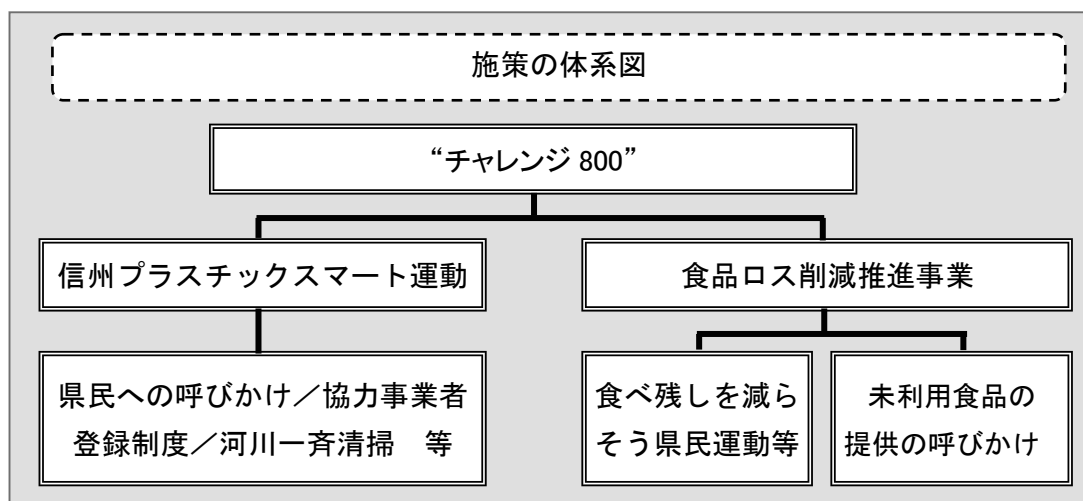 施策の体系図
“チャレンジ 800”
信州プラスチックスマート運動
食品ロス削減推進事業
県民への呼びかけ／協力事業者
登録制度／河川一斉清掃　等
食べ残しを減ら
そう県民運動等
未利用食品の
提供の呼びかけ